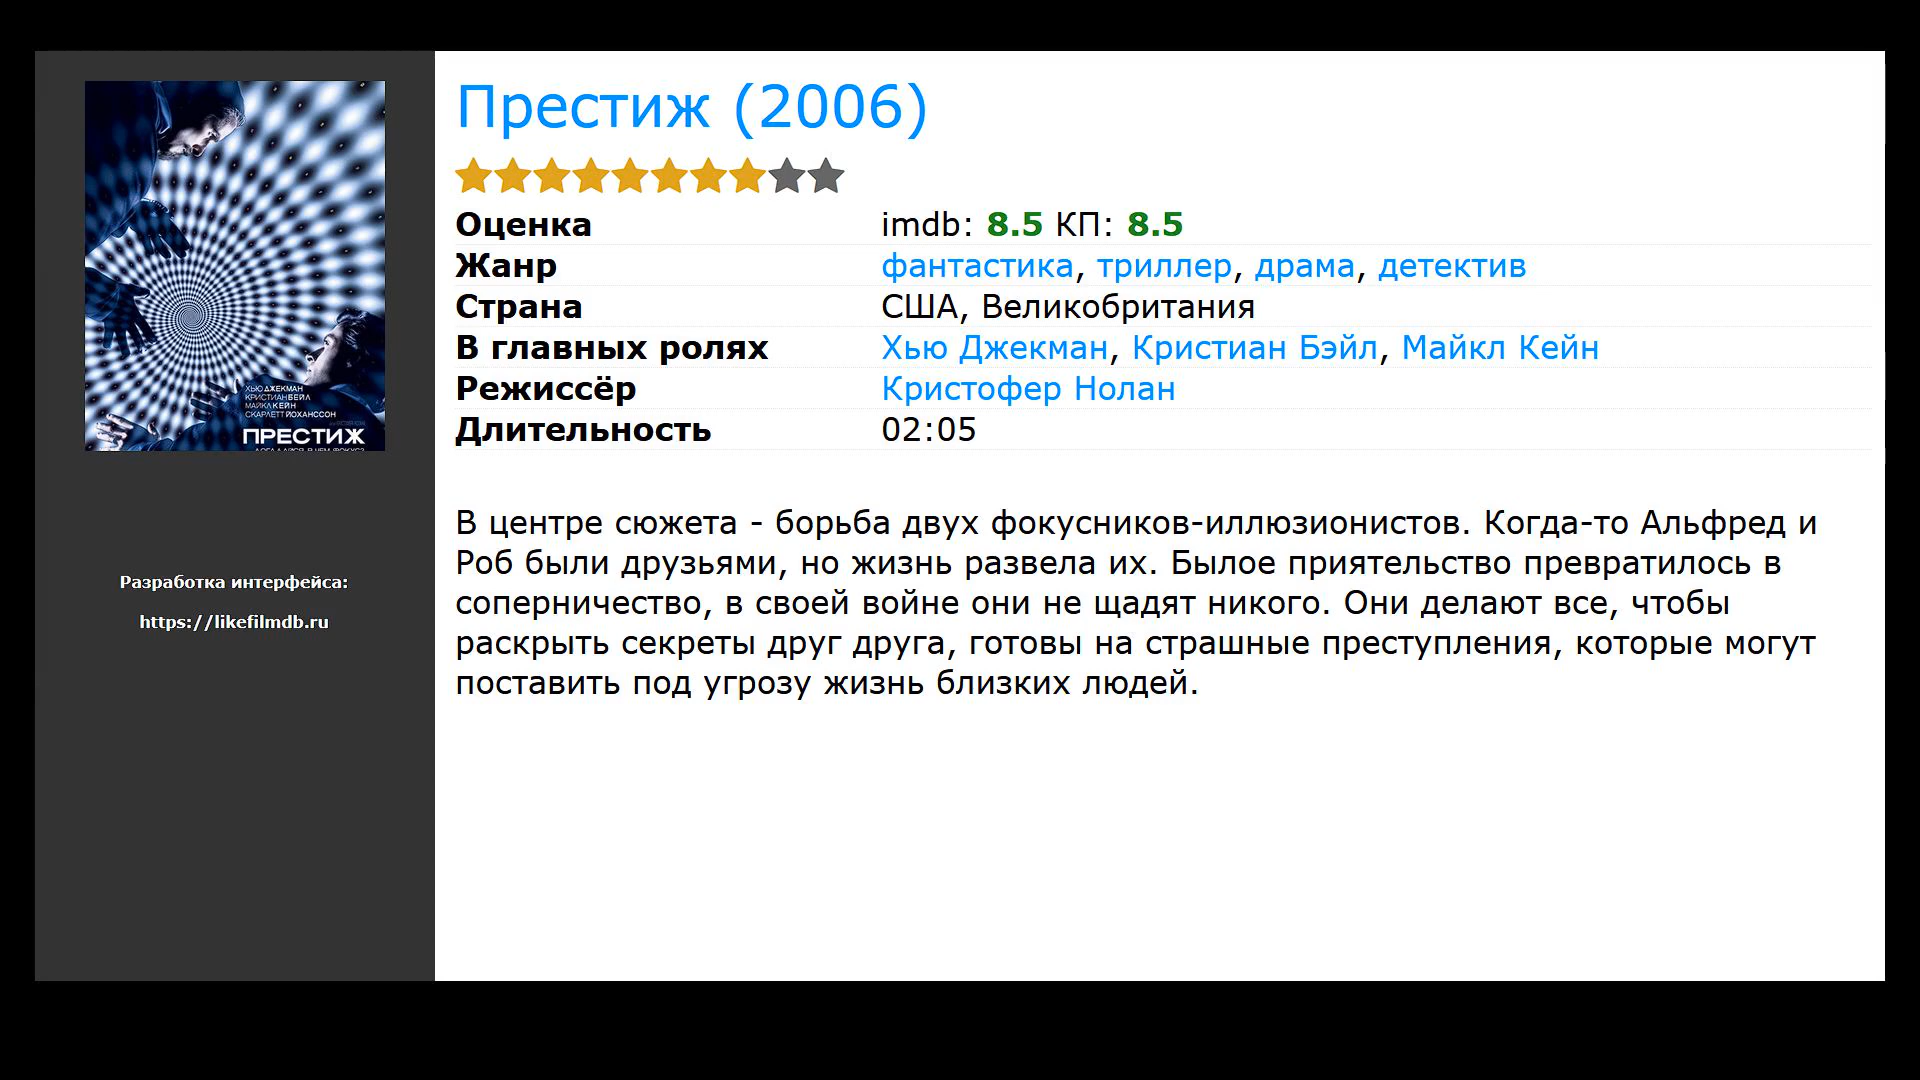 ХЬЮ ДЖЕКМАН
КРИСТИАН БЕЙЛ
МАЙКЛ КЕЙН
СКАРЛЕТТ ЙОХАНССОН
ПРЕСТИЖ
Разработка интерфейса:
https://likefilmdb.ru
Престиж (2006)
Оценка imdb: 8.5 КП: 8.5
Жанр фантастика, триллер, драма, детектив
Страна США, Великобритания
В главных ролях Хью Джекман, Кристиан Бэйл, Майкл Кейн
Режиссёр Кристофер Нолан
Длительность 02:05
В центре сюжета - борьба двух фокусников-иллюзионистов. Когда-то Альфред и
Роб были друзьями, но жизнь развела их. Былое приятельство превратилось в
соперничество, в своей войне они не щадят никого. Они делают все, чтобы
раскрыть секреты друг друга, готовы на страшные преступления, которые могут
поставить под угрозу жизнь близких людей.